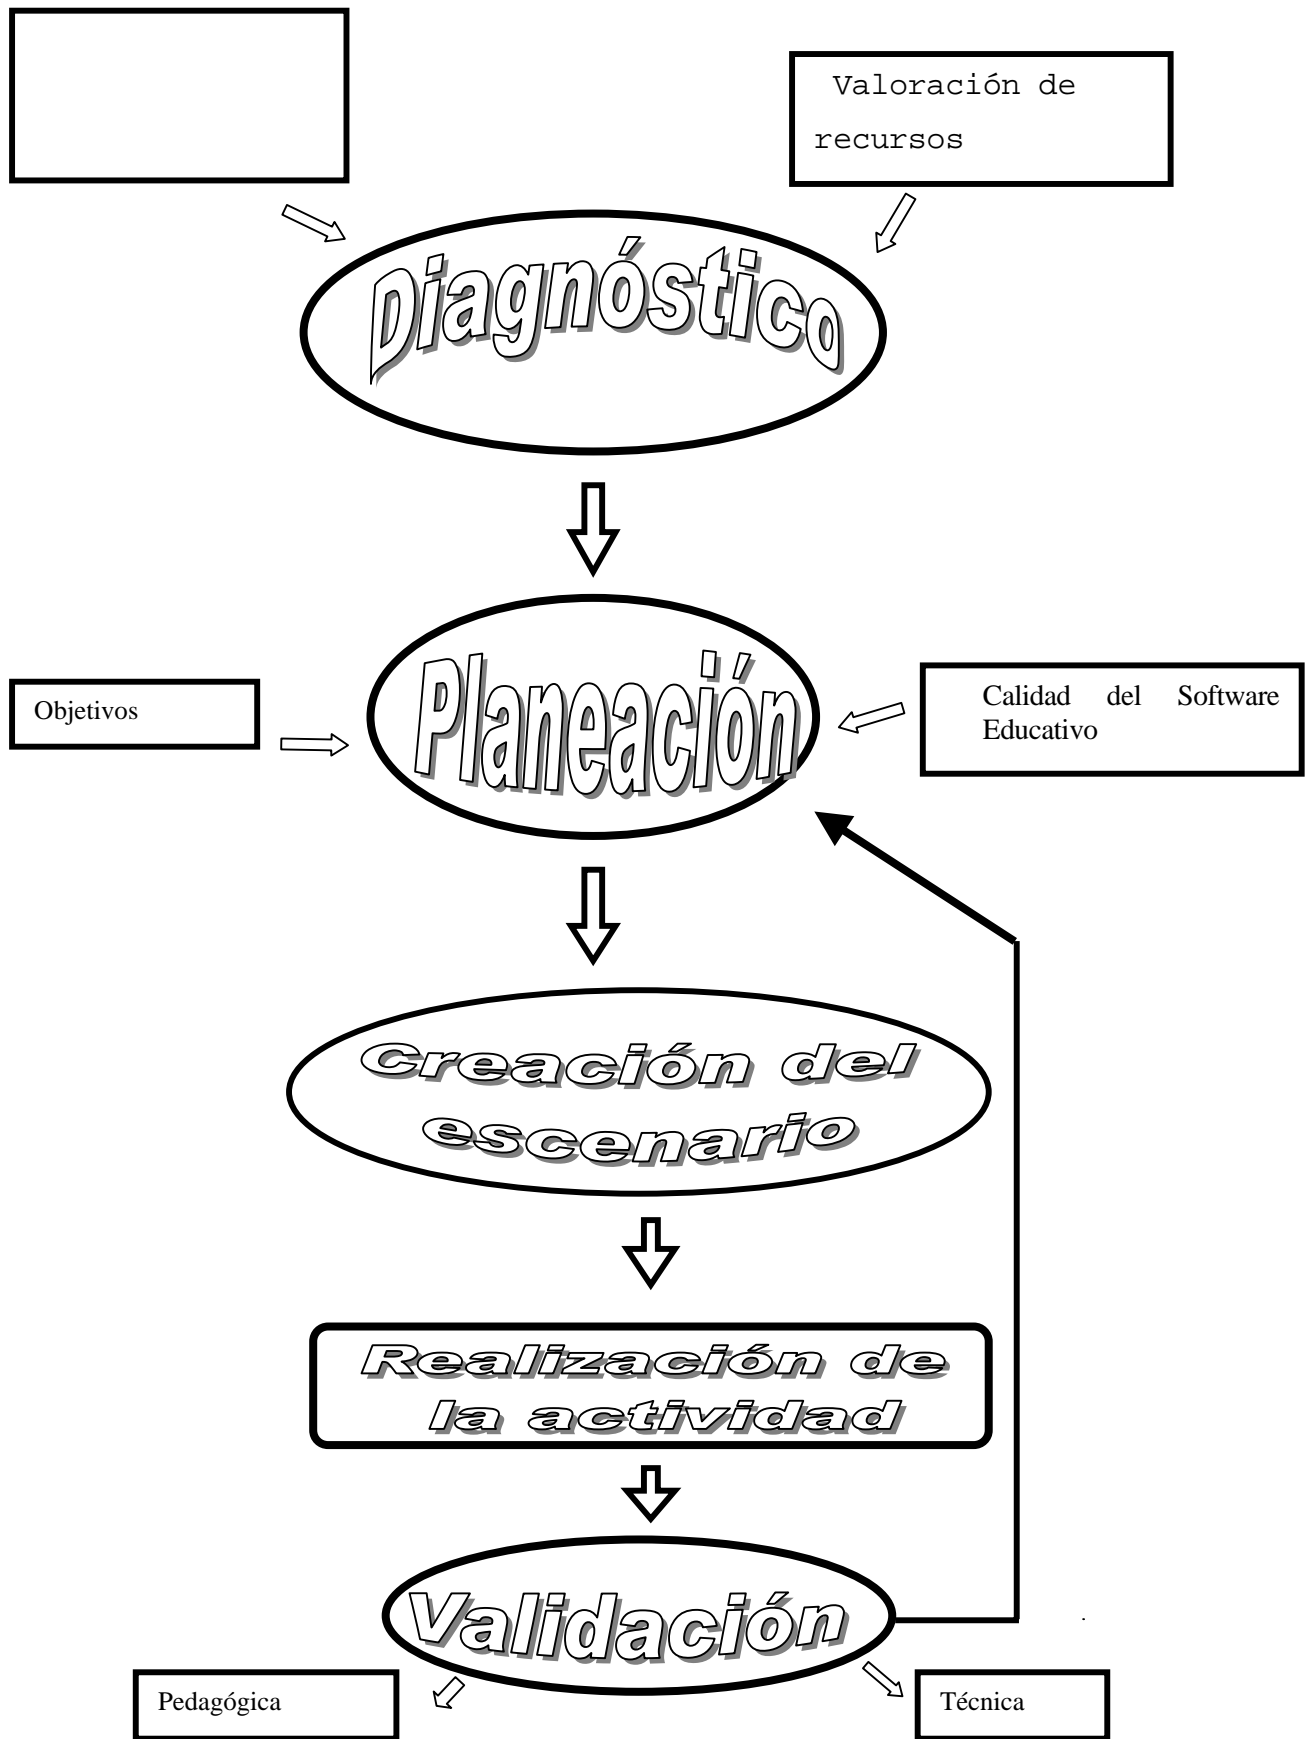 Valoración de
recursos
Diagnóstico
Planeación
Objetivos
Calidad del Software
Educativo
Creación del
escenario
Realización de
la actividad
Validación
Pedagógica
Técnica